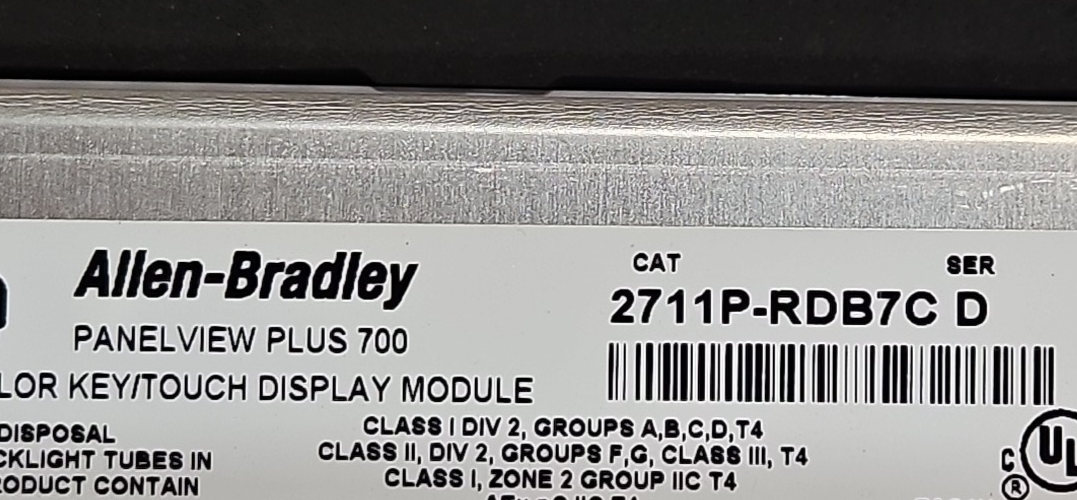 Allen-Bradley
PANELVIEW PLUS 700
LOR KEY/TOUCH DISPLAY MODULE
CAT SER
2711P-RDB7C D
DISPOSAL
CKLIGHT TUBES IN
ODUCT CONTAIN
CLASS I DIV 2, GROUPS A,B,C,D,T4
CLASS II, DIV 2, GROUPS F,G, CLASS III, T4
CLASS I, ZONE 2 GROUP IIC T4
C UL
®